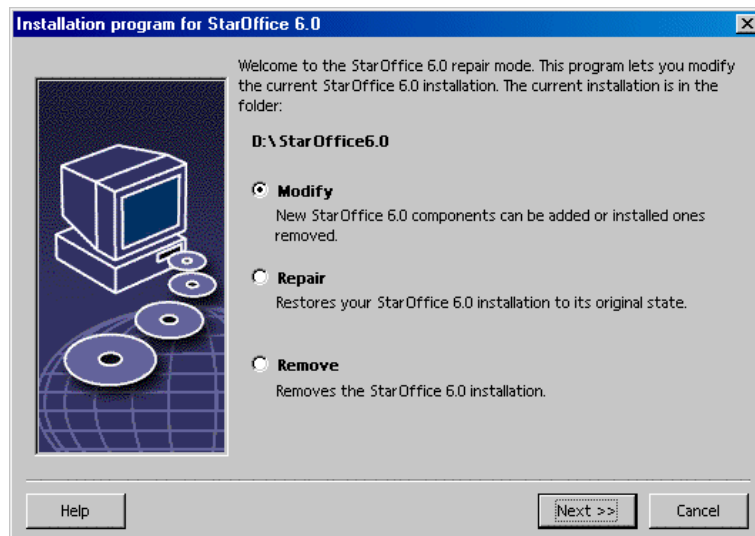 Installation program for StarOffice 6.0
Welcome to the StarOffice 6.0 repair mode. This program lets you modify
the current StarOffice 6.0 installation. The current installation is in the
folder:
D:\StarOffice6.0
Modify
New StarOffice 6.0 components can be added or installed ones
removed.
Repair
Restores your StarOffice 6.0 installation to its original state.
Remove
Removes the StarOffice 6.0 installation.
Help
Next >>
Cancel